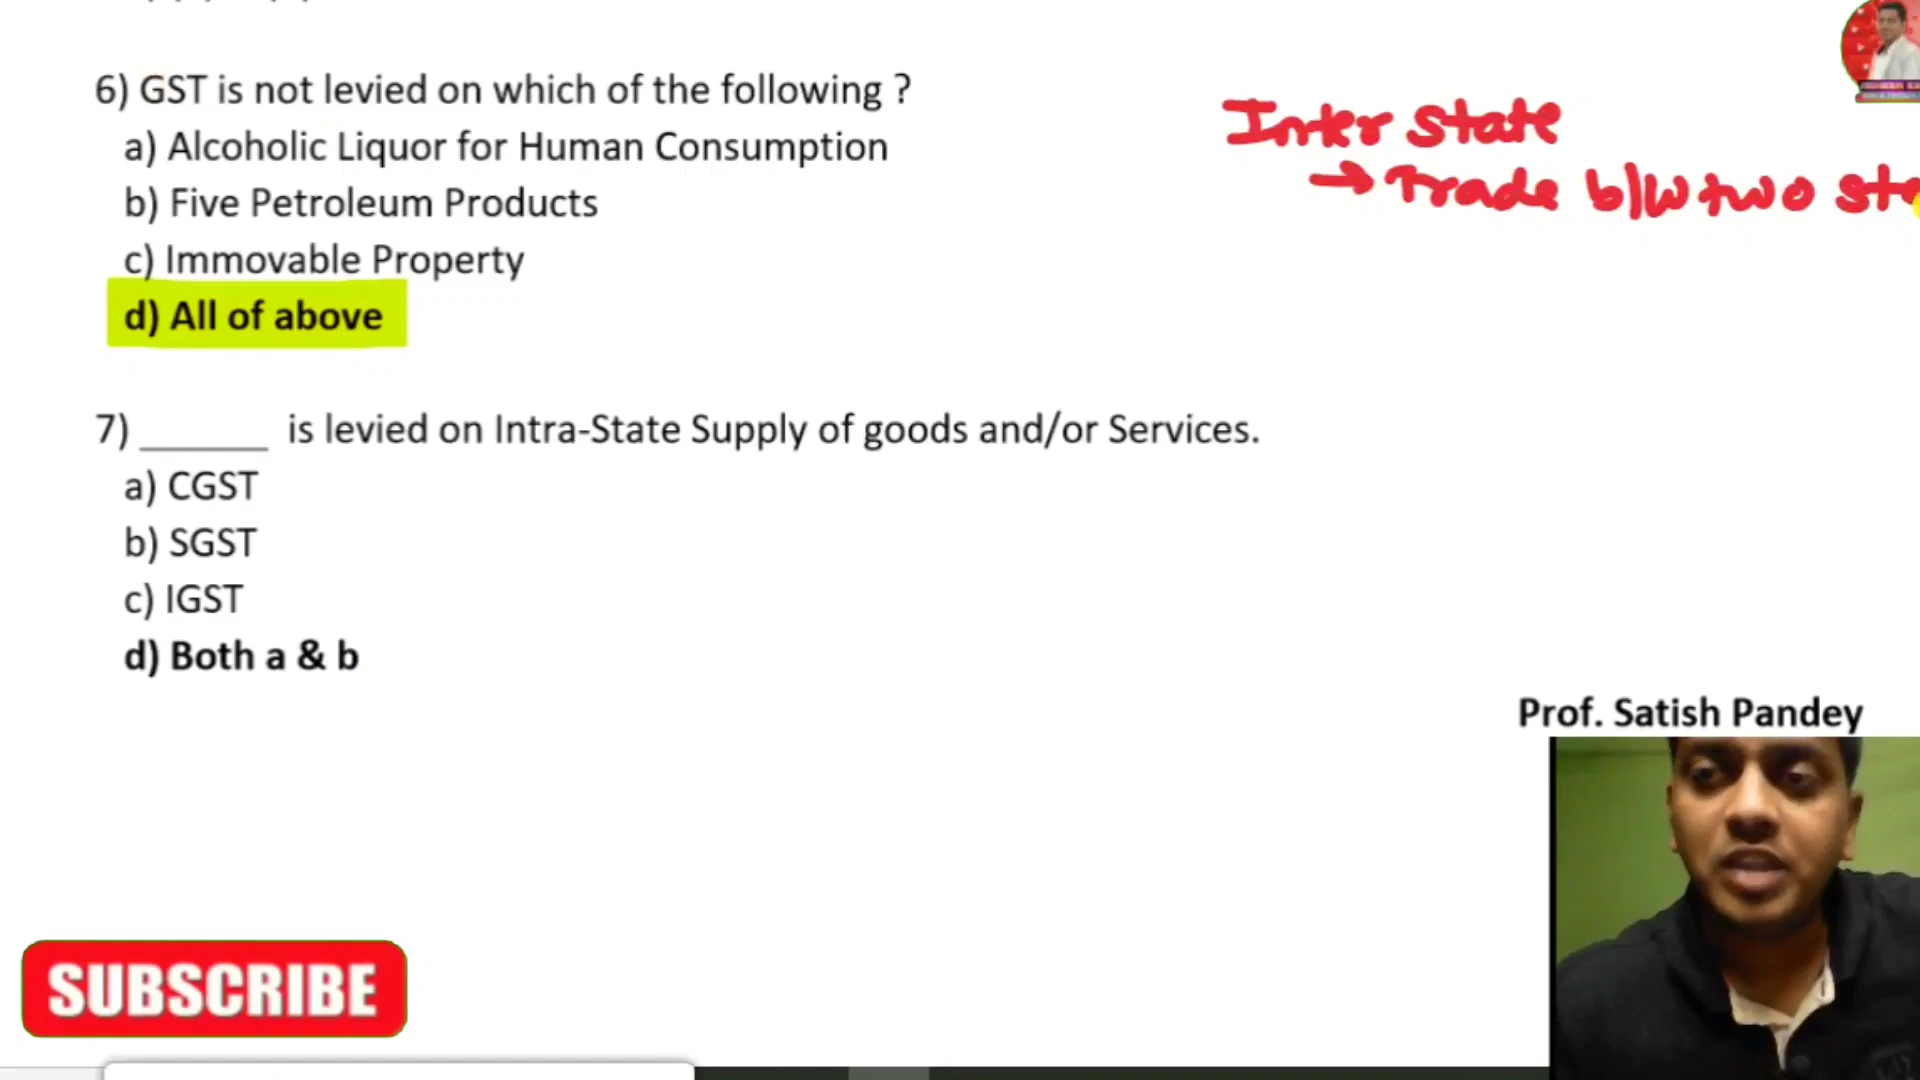 6) GST is not levied on which of the following ?
a) Alcoholic Liquor for Human Consumption
b) Five Petroleum Products
c) Immovable Property
d) All of above
Inter State
→ Trade b/w two
7) ______ is levied on Intra-State Supply of goods and/or Services.
a) CGST
b) SGST
c) IGST
d) Both a & b
Prof. Satish Pandey
SUBSCRIBE